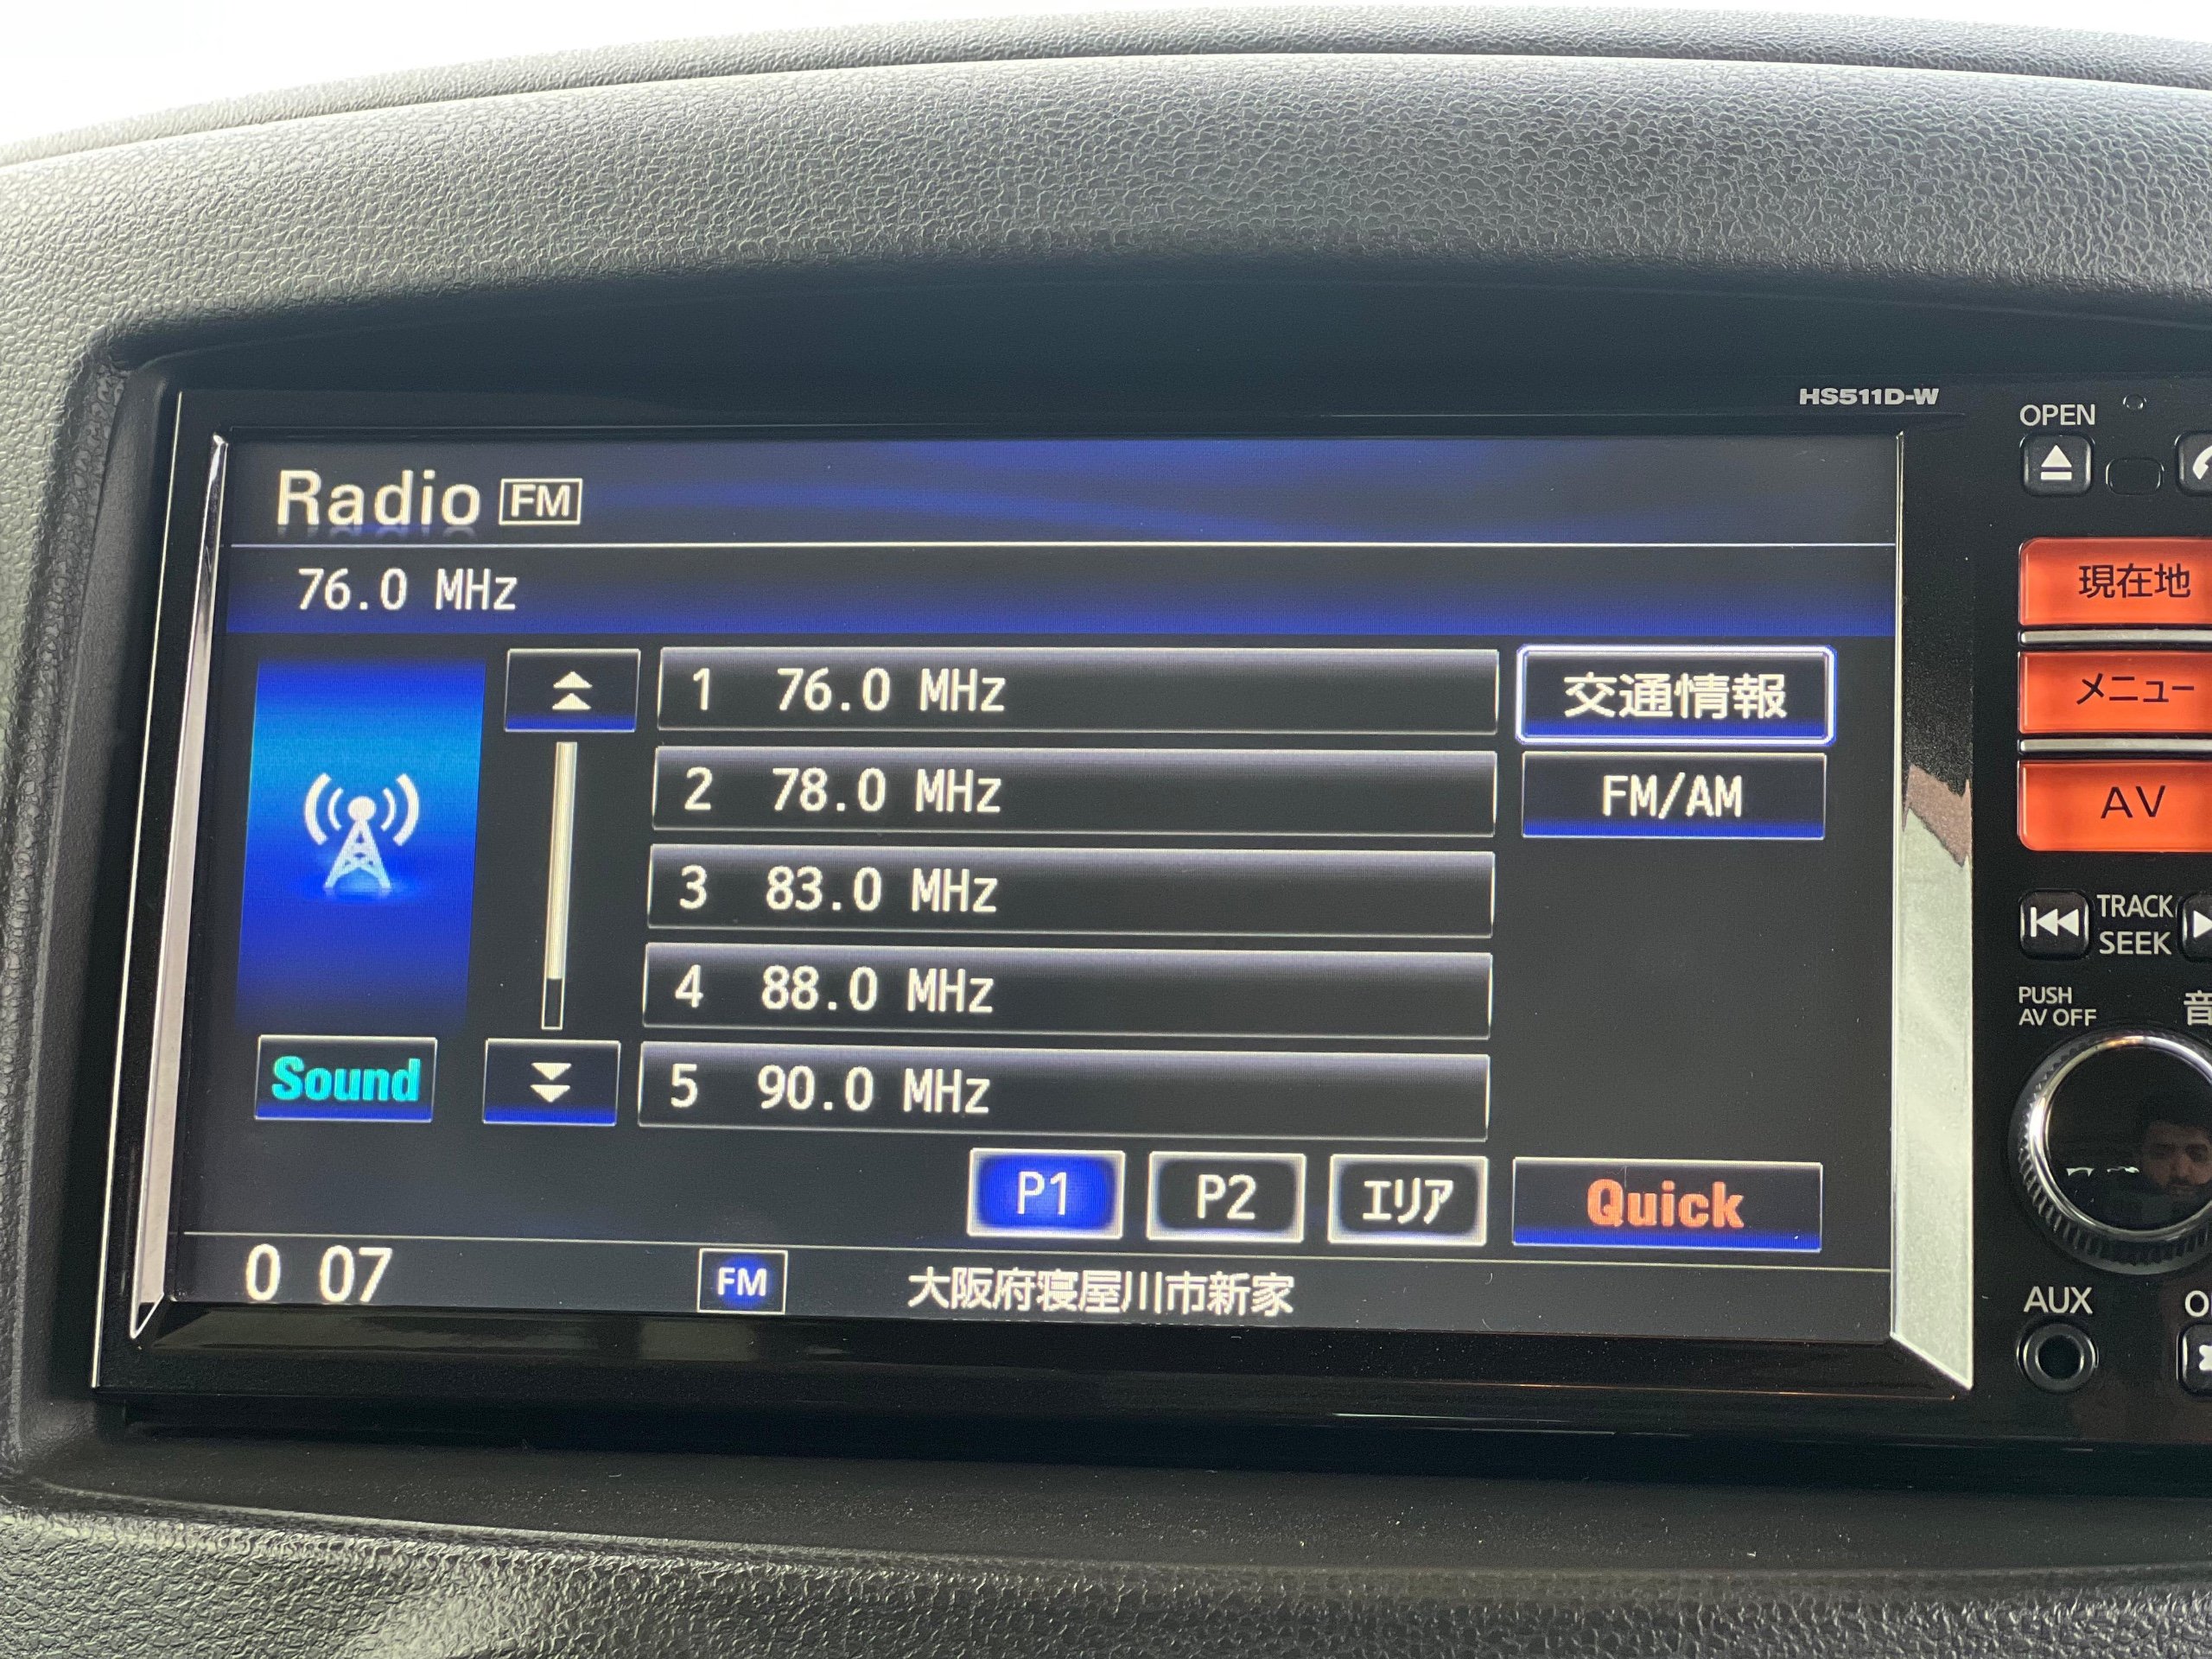 HS511D-W
OPEN
Radio FM
76.0 MHz
現在地
1 76.0 MHz
交通情報
メニュー
2 78.0 MHz
FM/AM
AV
3 83.0 MHz
TRACK
SEEK
4 88.0 MHz
PUSH
AV OFF
音
Sound
5 90.0 MHz
P1
P2
エリア
Quick
0 07
FM
大阪府寝屋川市新家
AUX